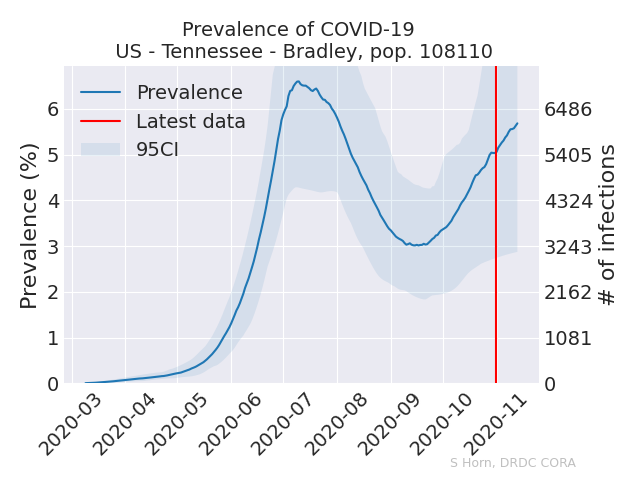 Prevalence of COVID-19
US - Tennessee - Bradley, pop. 108110
Prevalence
Latest data
95CI
Prevalence (%)
6
5
4
3
2
1
0
6486
5405
4324
3243
2162
1081
0
# of infections
2020-03
2020-04
2020-05
2020-06
2020-07
2020-08
2020-09
2020-10
2020-11
S Horn, DRDC CORA